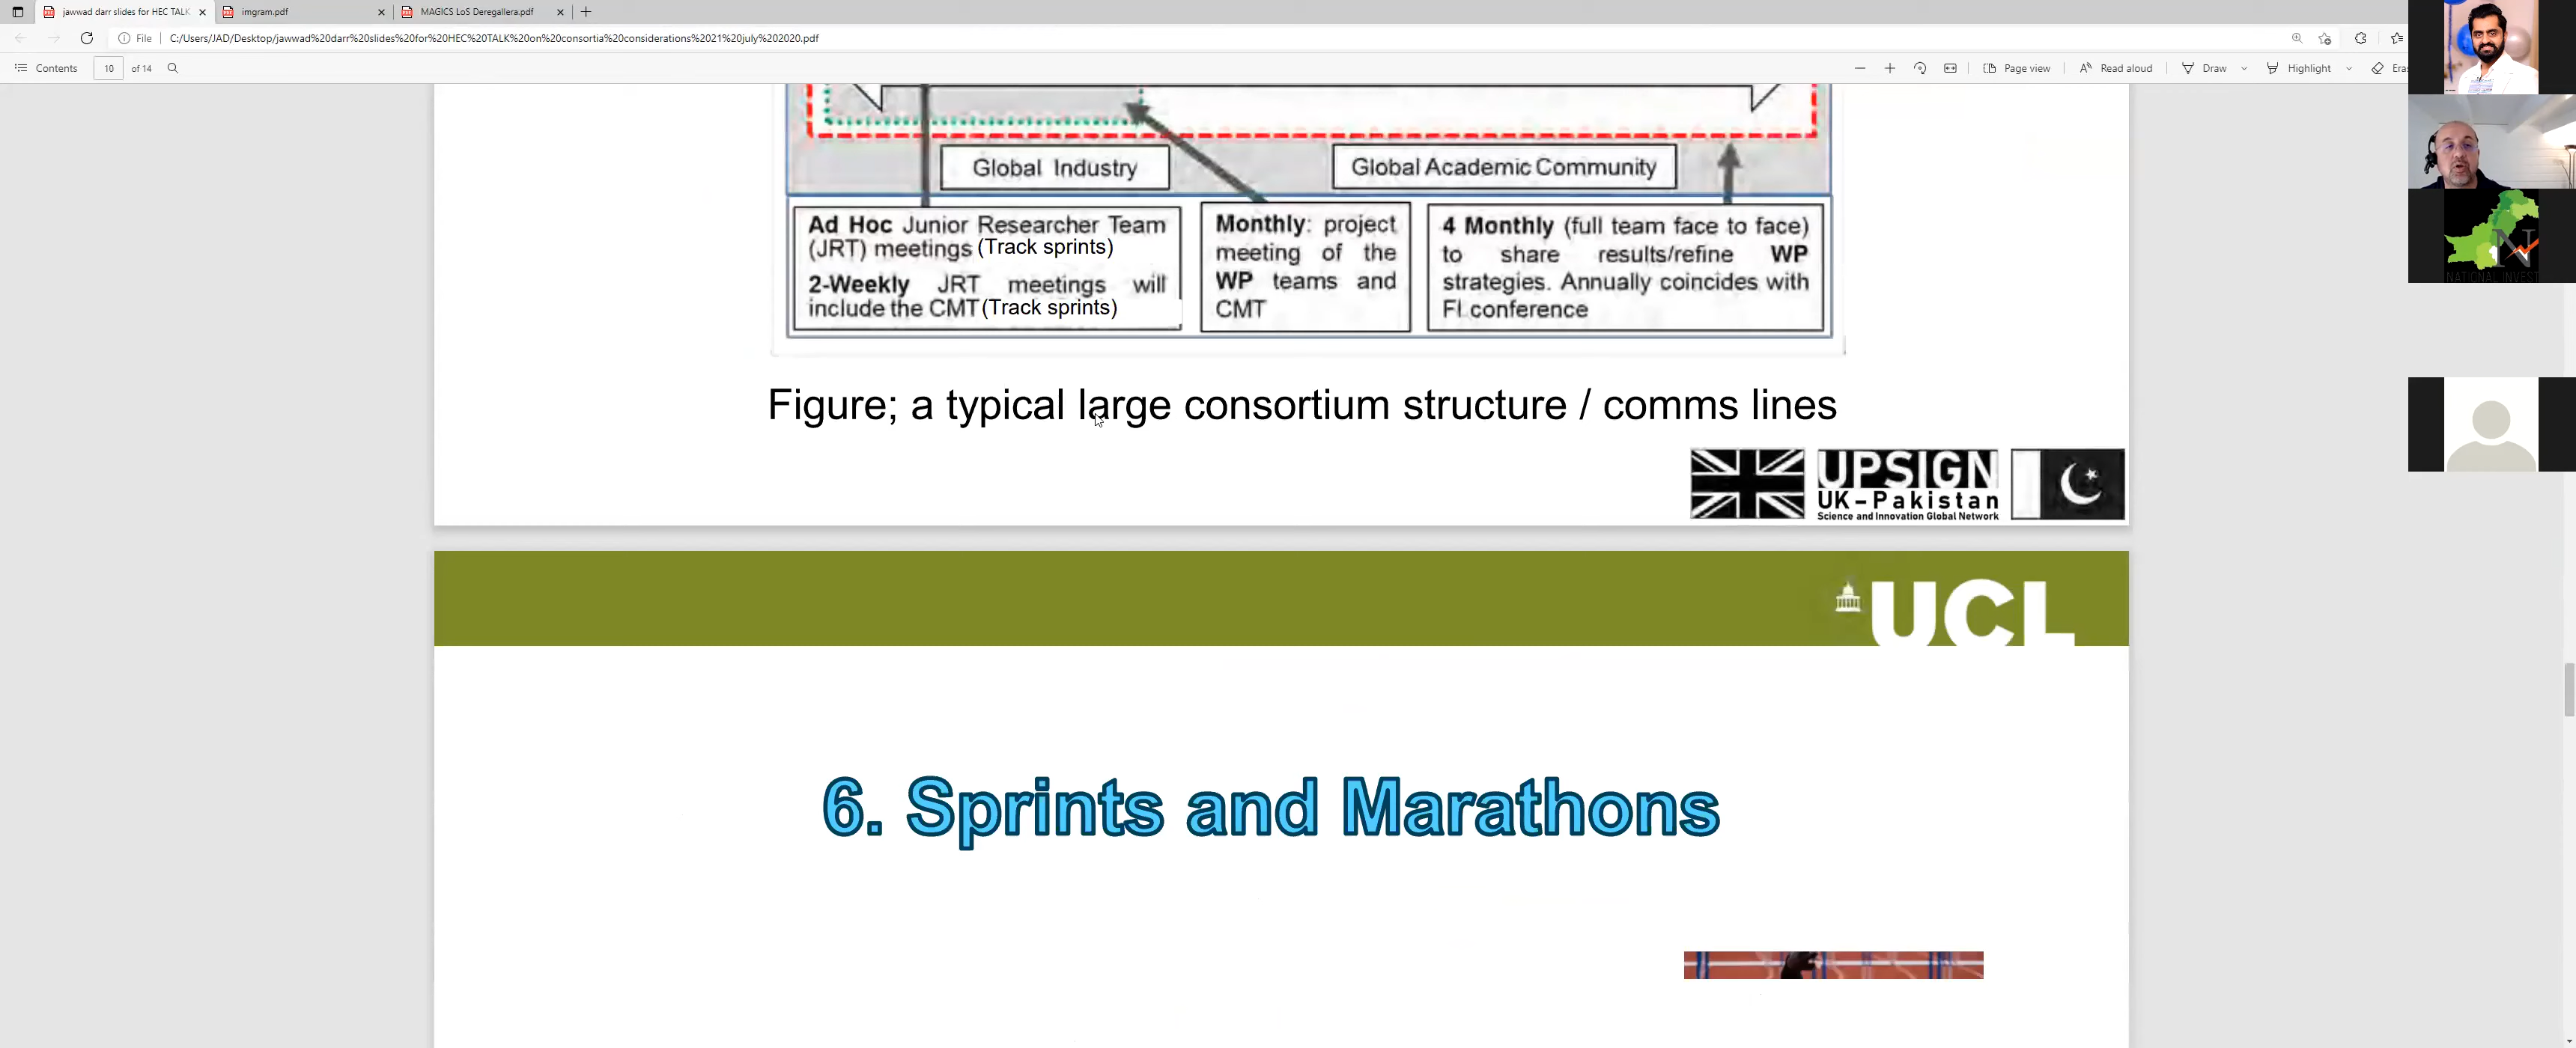 jawwad darr slides for HEC TALK
imgram.pdf
MAGICS LoS Deregallera.pdf
File
C:/Users/JAD/Desktop/jawwad%20darr%20slides%20for%20HEC%20TALK%20on%20consortia%20considerations%2021%20july%202020.pdf
Contents
10
of 14
Page view
Read aloud
Draw
Highlight
Eras
Global Industry
Global Academic Community
Ad Hoc Junior Researcher Team
(JRT) meetings (Track sprints)
2-Weekly JRT meetings will
include the CMT (Track sprints)
Monthly: project
meeting of the
WP teams and
CMT
4 Monthly (full team face to face)
to share results/refine WP
strategies. Annually coincides with
FI conference
Figure; a typical large consortium structure / comms lines
UPSIGN
UK-Pakistan
Science and Innovation Global Network
UCL
6. Sprints and Marathons
N
NATIONAL INVEST